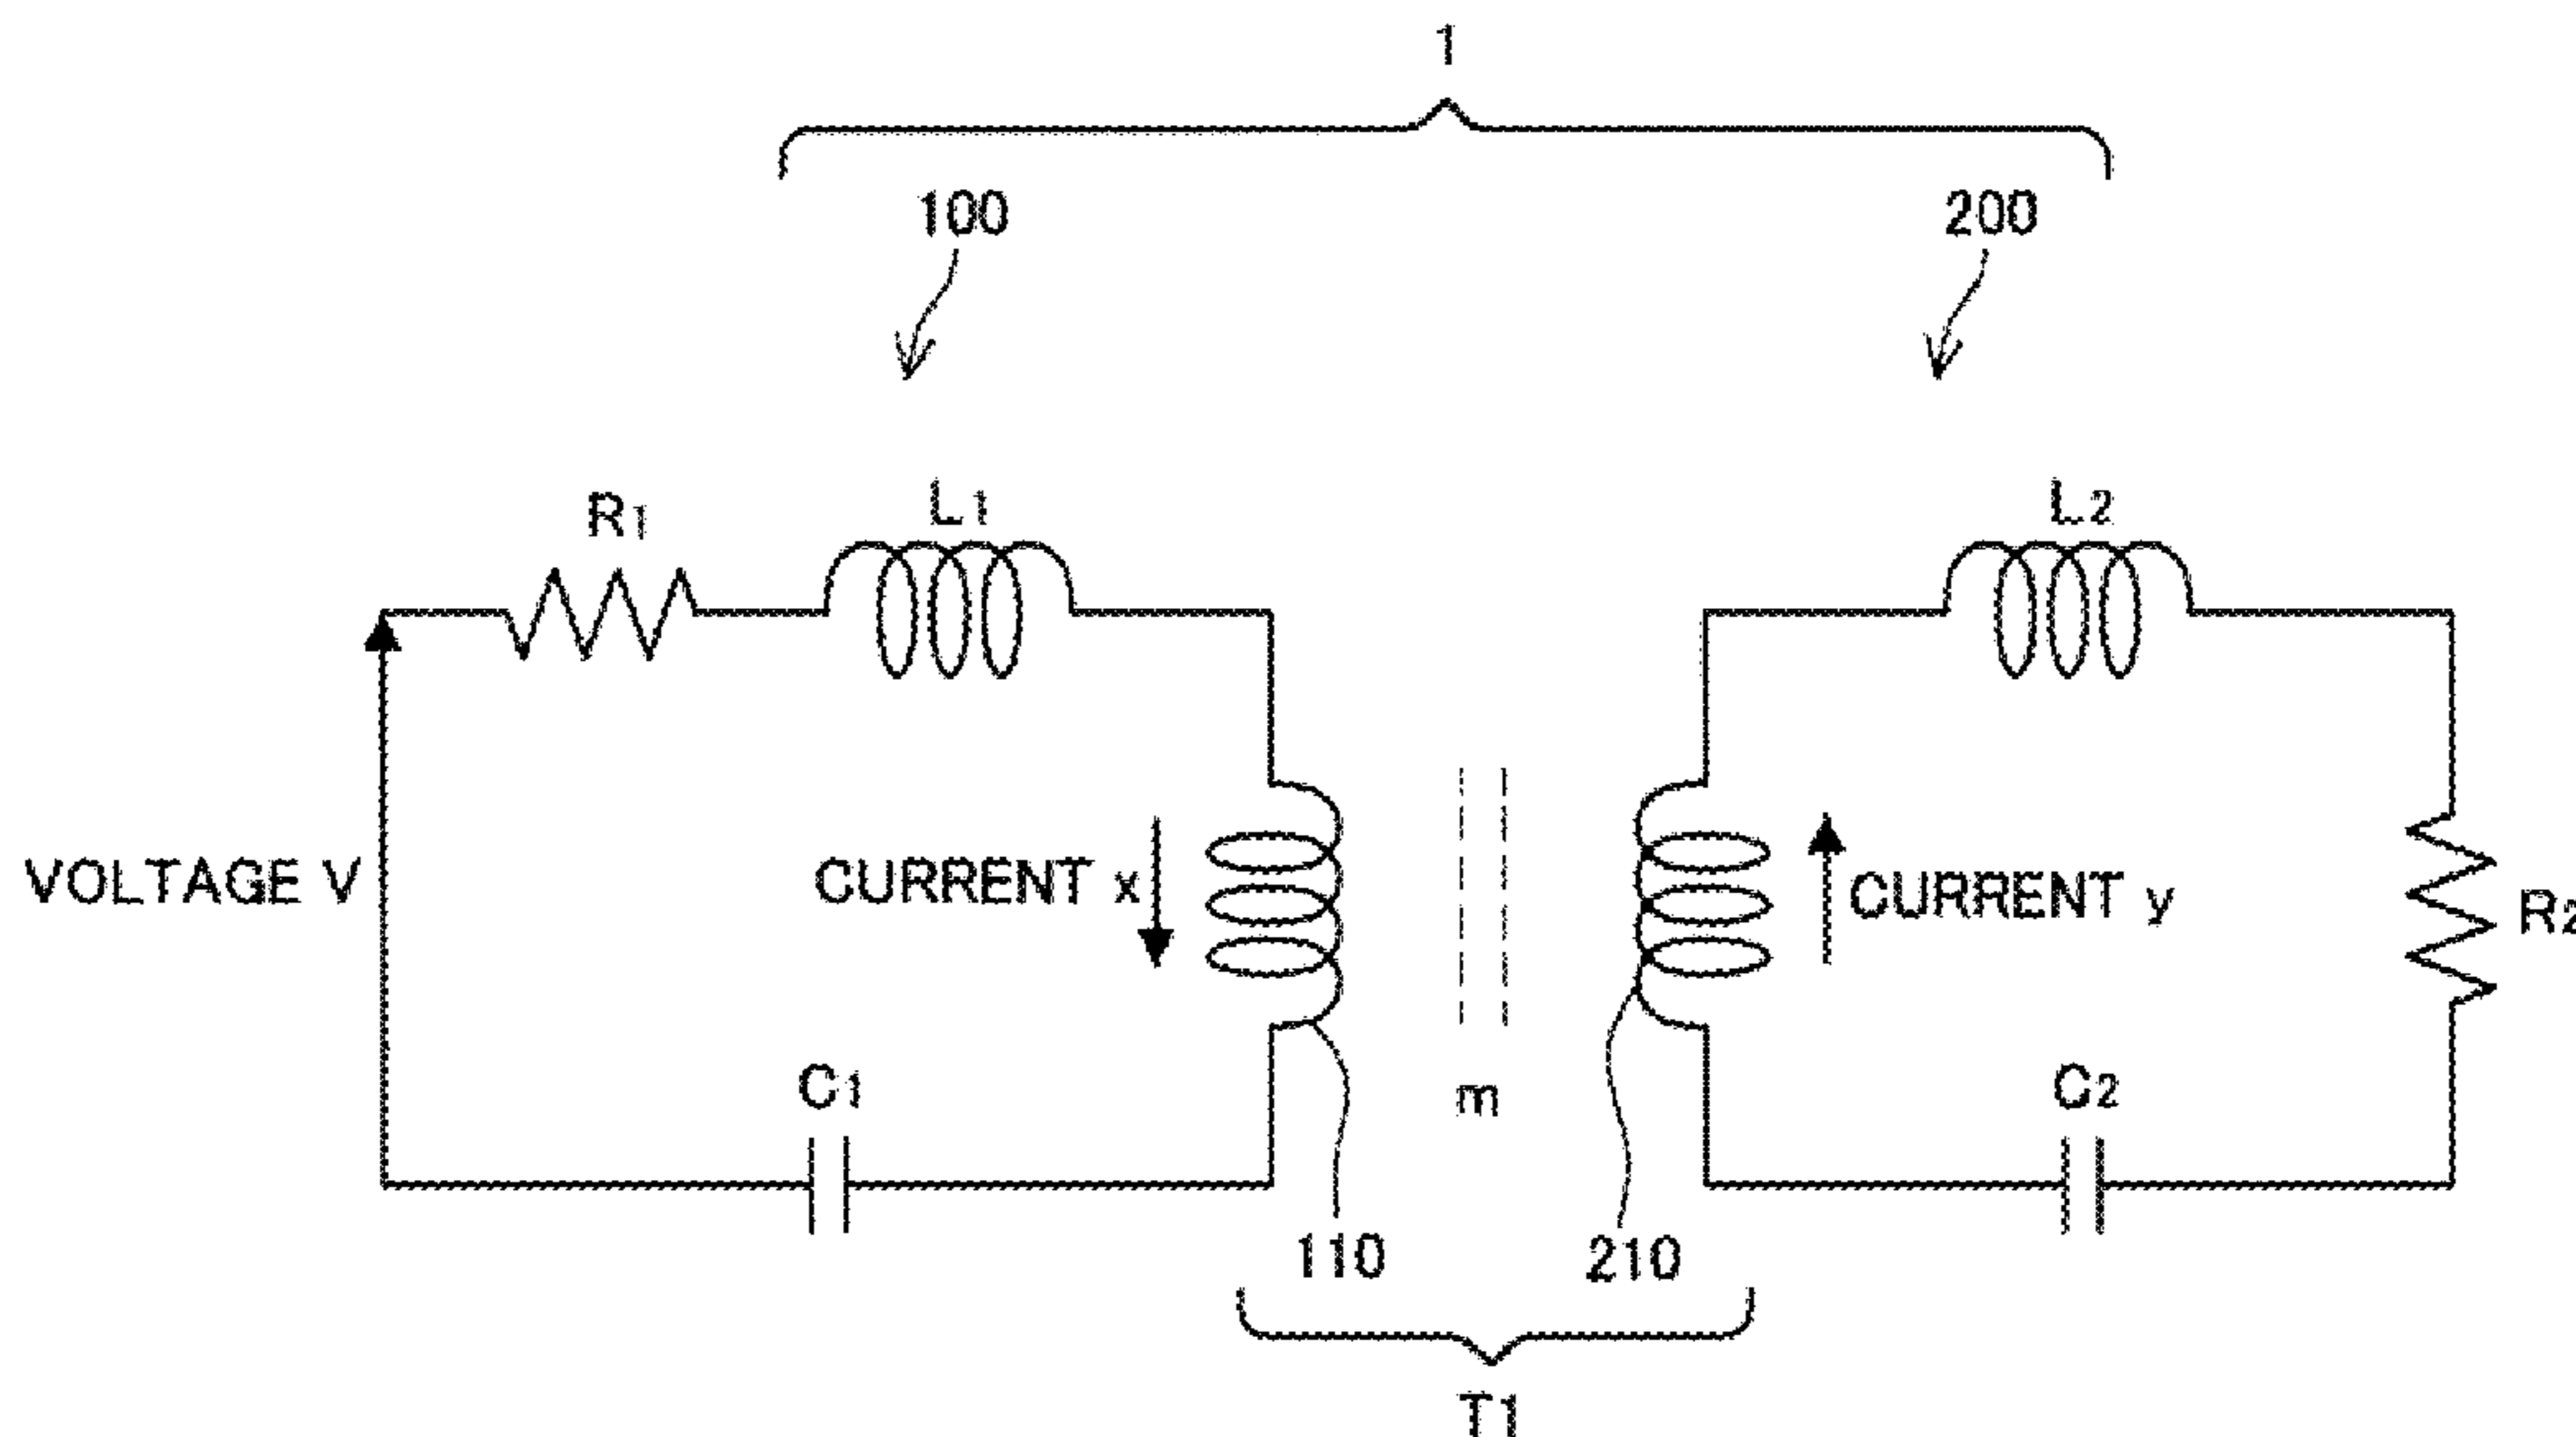 1
100
200
R1
L1
L2
VOLTAGE V
CURRENT x
CURRENT y
R2
C1
m
C2
110
210
T1